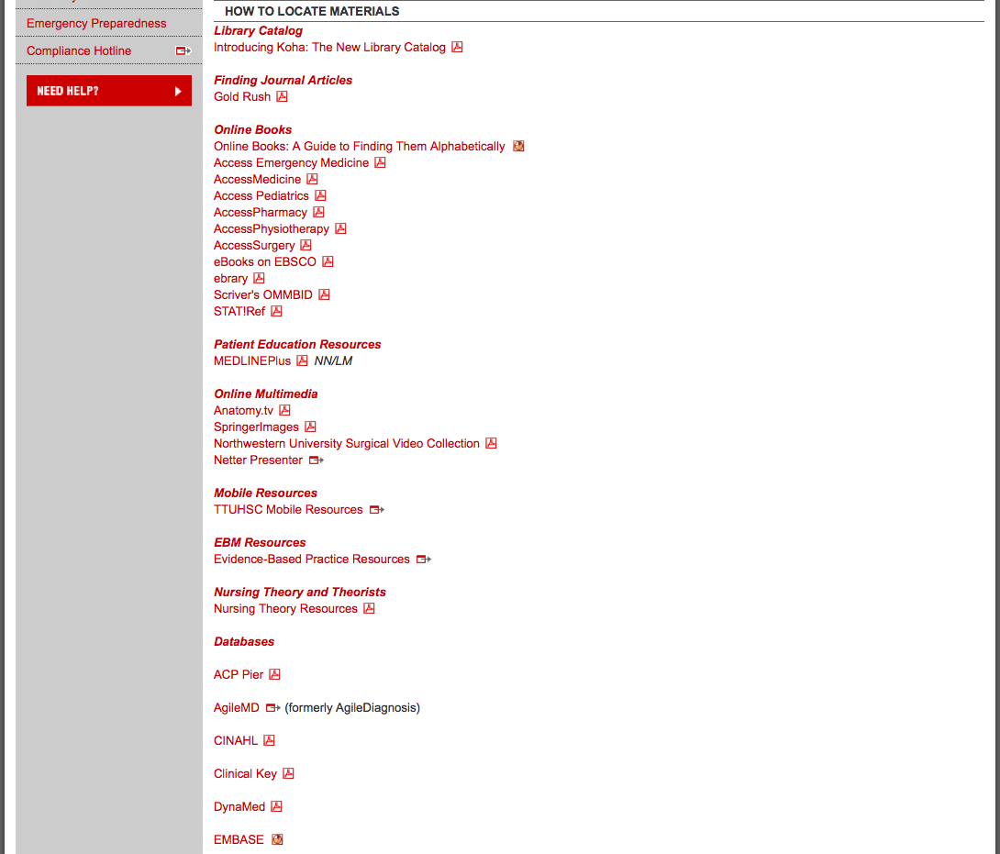 Emergency Preparedness
Compliance Hotline
NEED HELP?
HOW TO LOCATE MATERIALS
Library Catalog
Introducing Koha: The New Library Catalog
Finding Journal Articles
Gold Rush
Online Books
Online Books: A Guide to Finding Them Alphabetically
Access Emergency Medicine
AccessMedicine
Access Pediatrics
AccessPharmacy
AccessPhysiotherapy
AccessSurgery
eBooks on EBSCO
ebrary
Scriver's OMMBID
STAT!Ref
Patient Education Resources
MEDLINEPlus NN/LM
Online Multimedia
Anatomy.tv
SpringerImages
Northwestern University Surgical Video Collection
Netter Presenter
Mobile Resources
TTUHSC Mobile Resources
EBM Resources
Evidence-Based Practice Resources
Nursing Theory and Theorists
Nursing Theory Resources
Databases
ACP Pier
AgileMD (formerly AgileDiagnosis)
CINAHL
Clinical Key
DynaMed
EMBASE